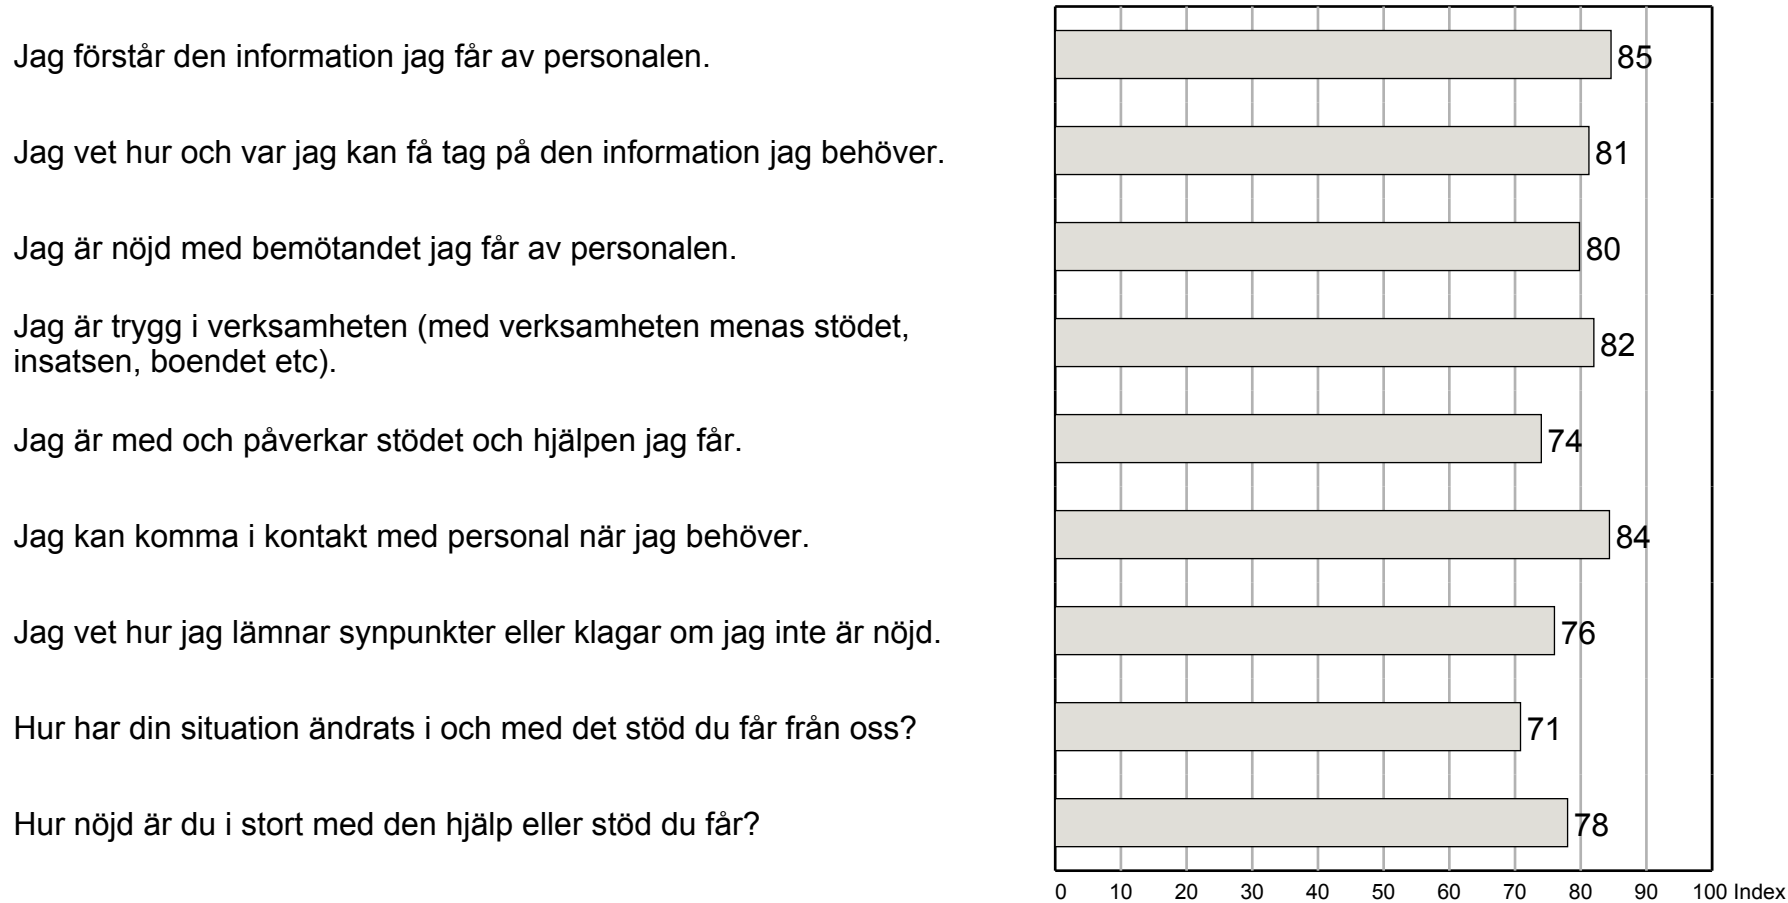 Jag förstår den information jag får av personalen.
85
Jag vet hur och var jag kan få tag på den information jag behöver.
81
Jag är nöjd med bemötandet jag får av personalen.
80
Jag är trygg i verksamheten (med verksamheten menas stödet,
insatsen, boendet etc).
82
Jag är med och påverkar stödet och hjälpen jag får.
74
Jag kan komma i kontakt med personal när jag behöver.
84
Jag vet hur jag lämnar synpunkter eller klagar om jag inte är nöjd.
76
Hur har din situation ändrats i och med det stöd du får från oss?
71
Hur nöjd är du i stort med den hjälp eller stöd du får?
78
0 10 20 30 40 50 60 70 80 90 100 Index